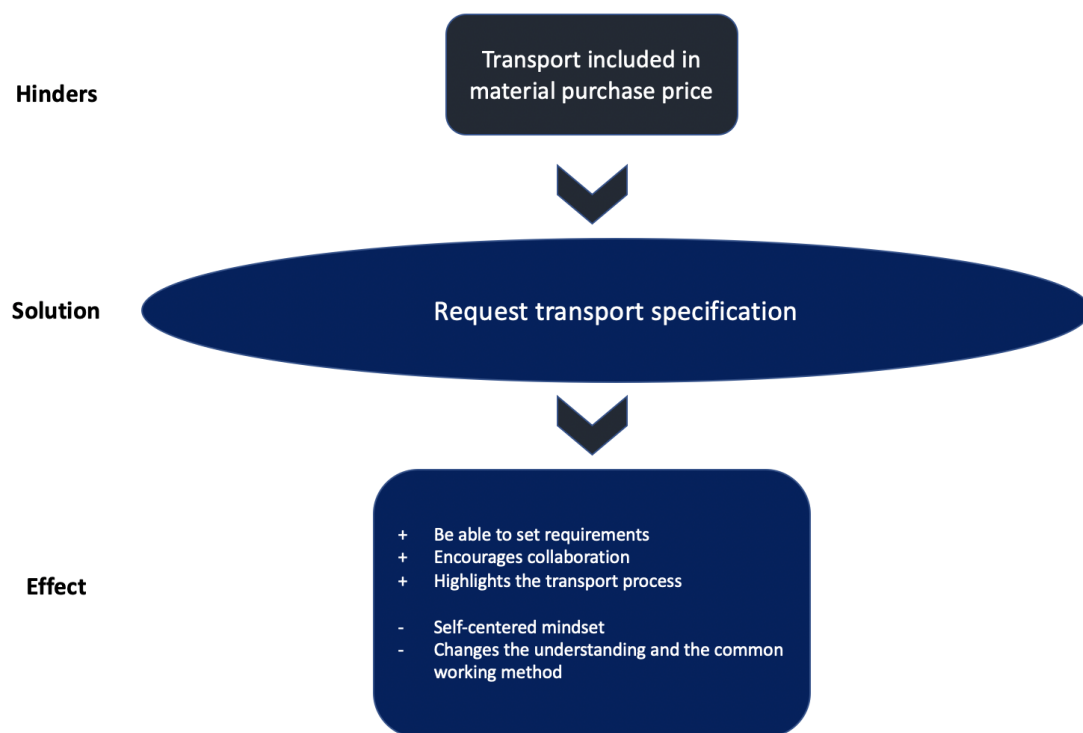 Transport included in
material purchase price
Hinders
Solution
Request transport specification
Effect
+ Be able to set requirements
+ Encourages collaboration
+ Highlights the transport process
- Self-centered mindset
- Changes the understanding and the common
working method